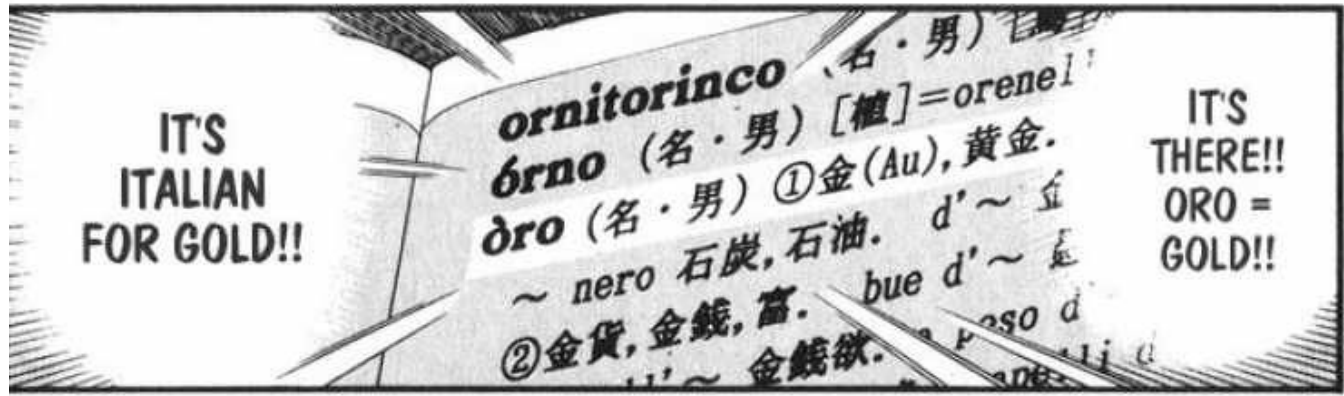 IT'S
THERE!!
ORO =
GOLD!!
ornitorinco (名・男)
órno (名・男) [植]=orenel
òro (名・男) ①金(Au),黄金.
～ nero 石炭,石油. d'～ 金
②金貨,金銭,富. bue d'～
～ 金銭欲. peso d
IT'S
ITALIAN
FOR GOLD!!